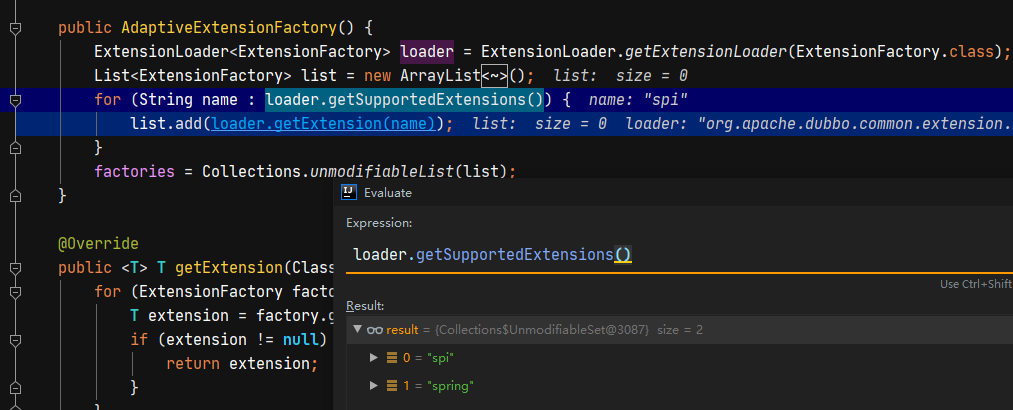 public AdaptiveExtensionFactory() {
ExtensionLoader<ExtensionFactory> loader = ExtensionLoader.getExtensionLoader(ExtensionFactory.class);
List<ExtensionFactory> list = new ArrayList<~>(); list: size = 0
for (String name : loader.getSupportedExtensions()) { name: "spi"
list.add(loader.getExtension(name)); list: size = 0 loader: "org.apache.dubbo.common.extension.
}
factories = Collections.unmodifiableList(list);
}
@Override
public <T> T getExtension(Class
for (ExtensionFactory facto
T extension = factory.g
if (extension != null)
return extension;
}
}
IJ Evaluate
Expression:
loader.getSupportedExtensions()
Use Ctrl+Shift
Result:
result = {Collections$UnmodifiableSet@3087} size = 2
0 = "spi"
1 = "spring"